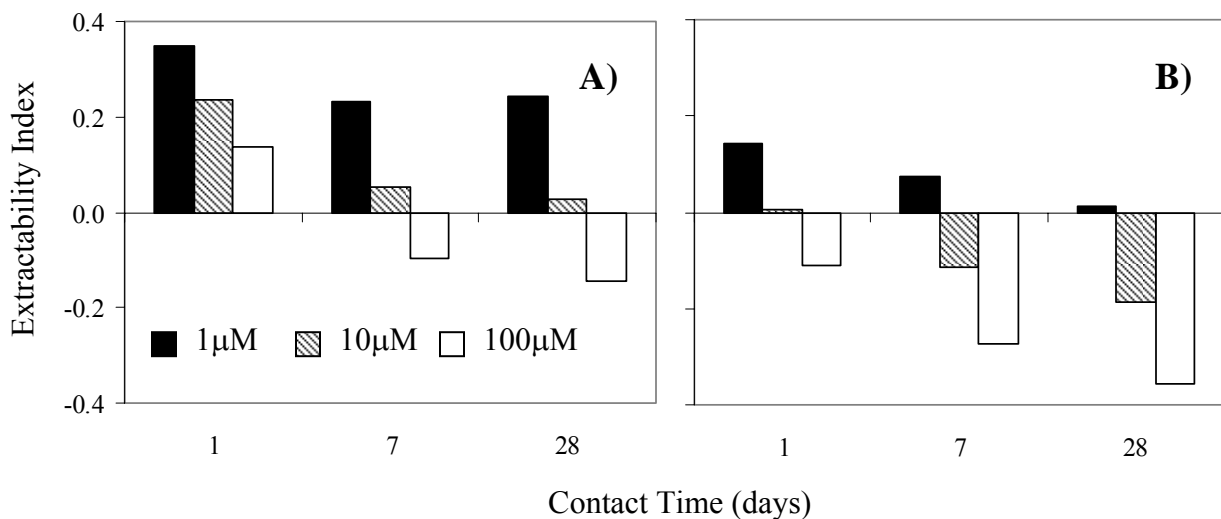 Extractability Index
0.4
0.2
0.0
-0.2
-0.4
A)
B)
1μM
10μM
100μM
1
7
28
1
7
28
Contact Time (days)